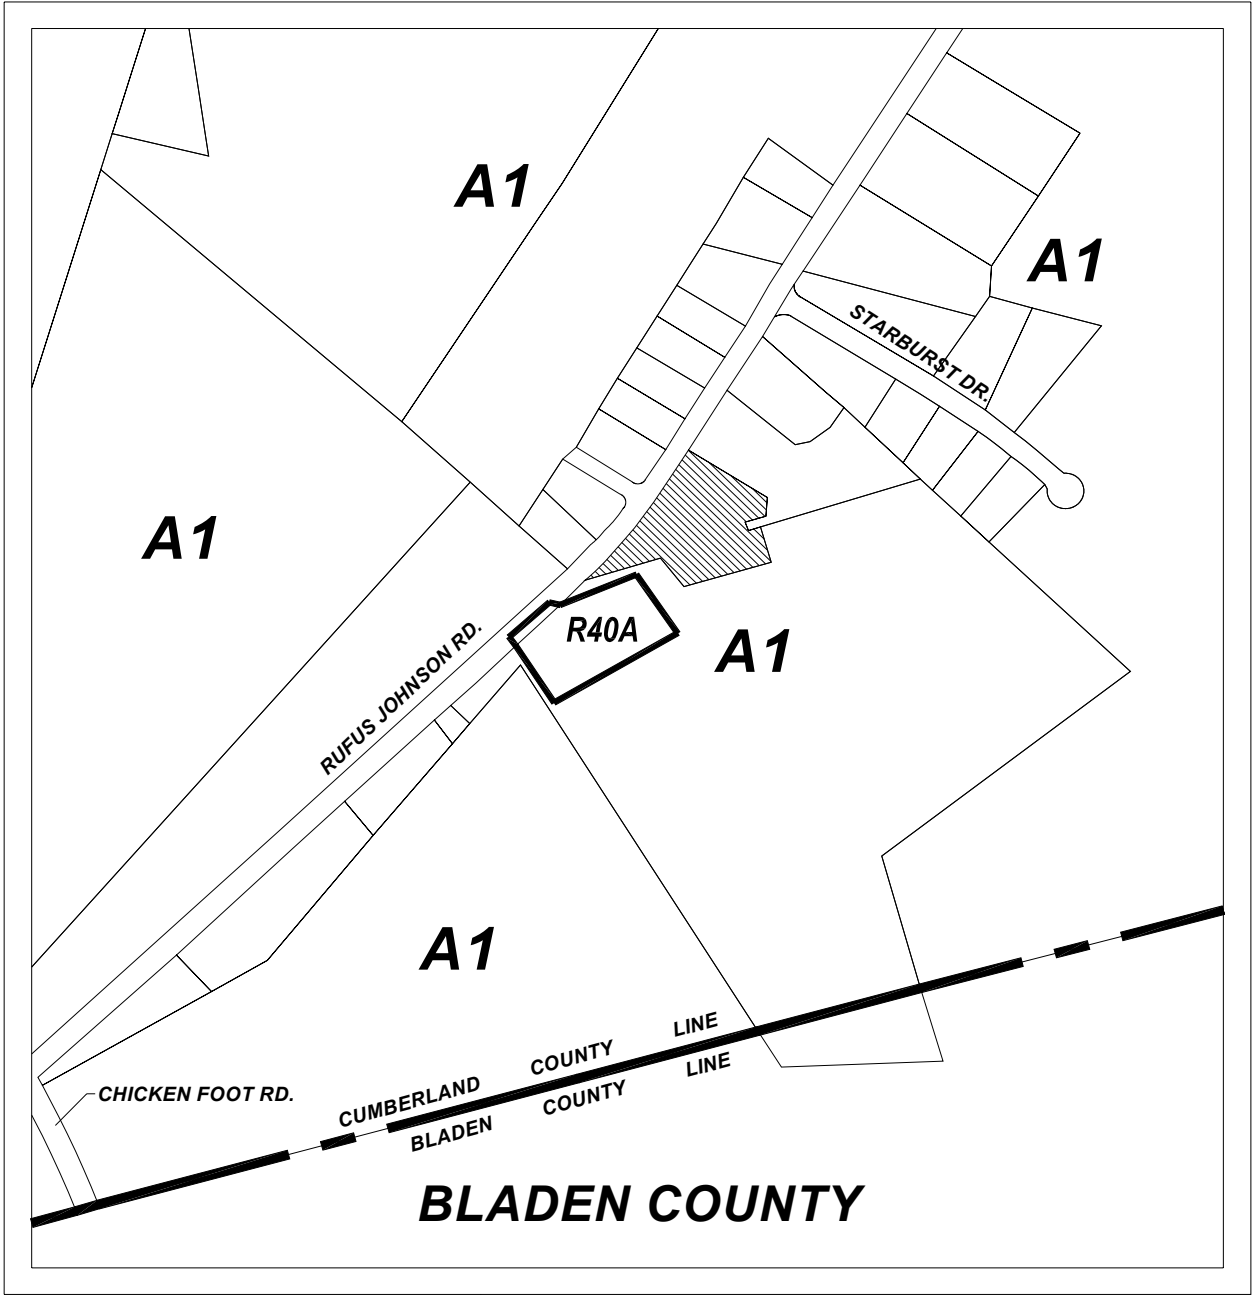 A1
A1
STARBURST DR.
A1
R40A
A1
RUFUS JOHNSON RD.
A1
CHICKEN FOOT RD.
CUMBERLAND COUNTY LINE
BLADEN COUNTY LINE
BLADEN COUNTY